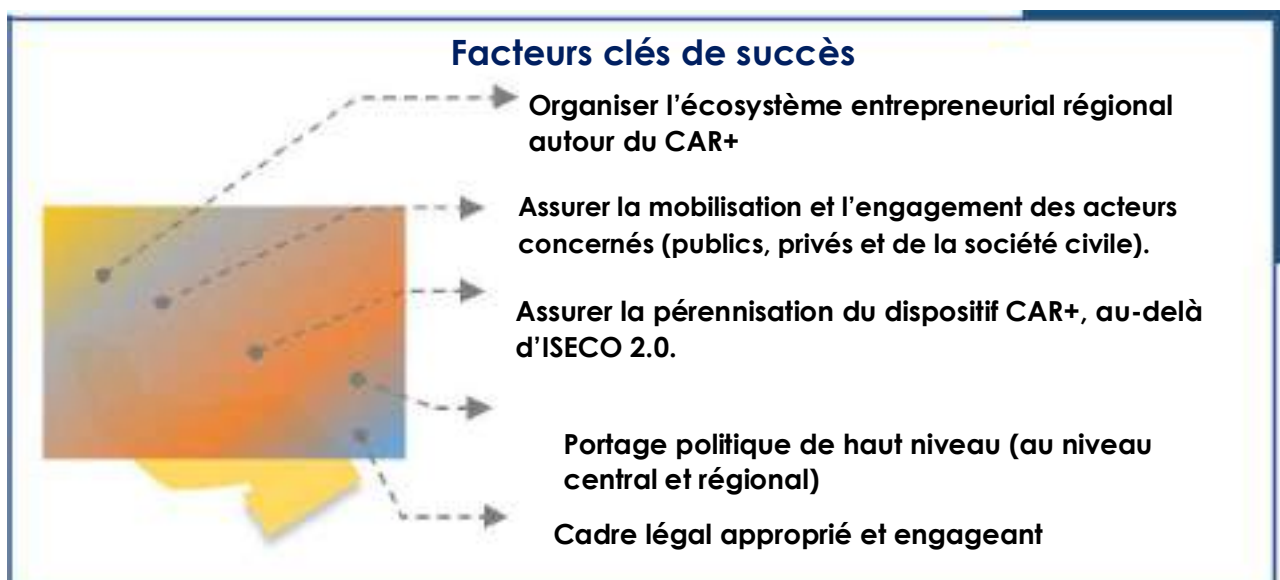 Facteurs clés de succès
Organiser l’écosystème entrepreneurial régional
autour du CAR+
Assurer la mobilisation et l’engagement des acteurs
concernés (publics, privés et de la société civile).
Assurer la pérennisation du dispositif CAR+, au-delà
d’ISECO 2.0.
Portage politique de haut niveau (au niveau
central et régional)
Cadre légal approprié et engageant